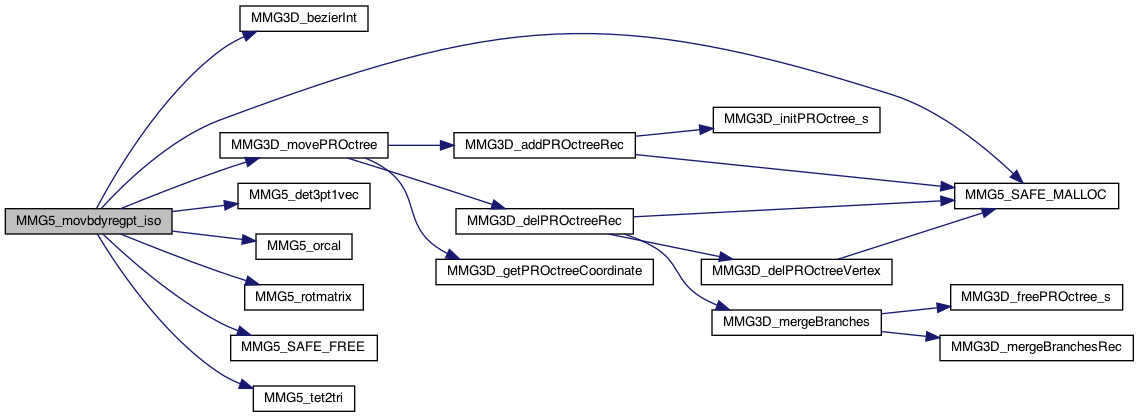 MMG3D_bezierInt
MMG3D_initPROctree_s
MMG3D_movePROctree
MMG3D_addPROctreeRec
MMG5_det3pt1vec
MMG5_SAFE_MALLOC
MMG5_movbdyregpt_iso
MMG3D_delPROctreeRec
MMG5_orcal
MMG3D_getPROctreeCoordinate
MMG3D_delPROctreeVertex
MMG5_rotmatrix
MMG3D_freePROctree_s
MMG3D_mergeBranches
MMG5_SAFE_FREE
MMG3D_mergeBranchesRec
MMG5_tet2tri